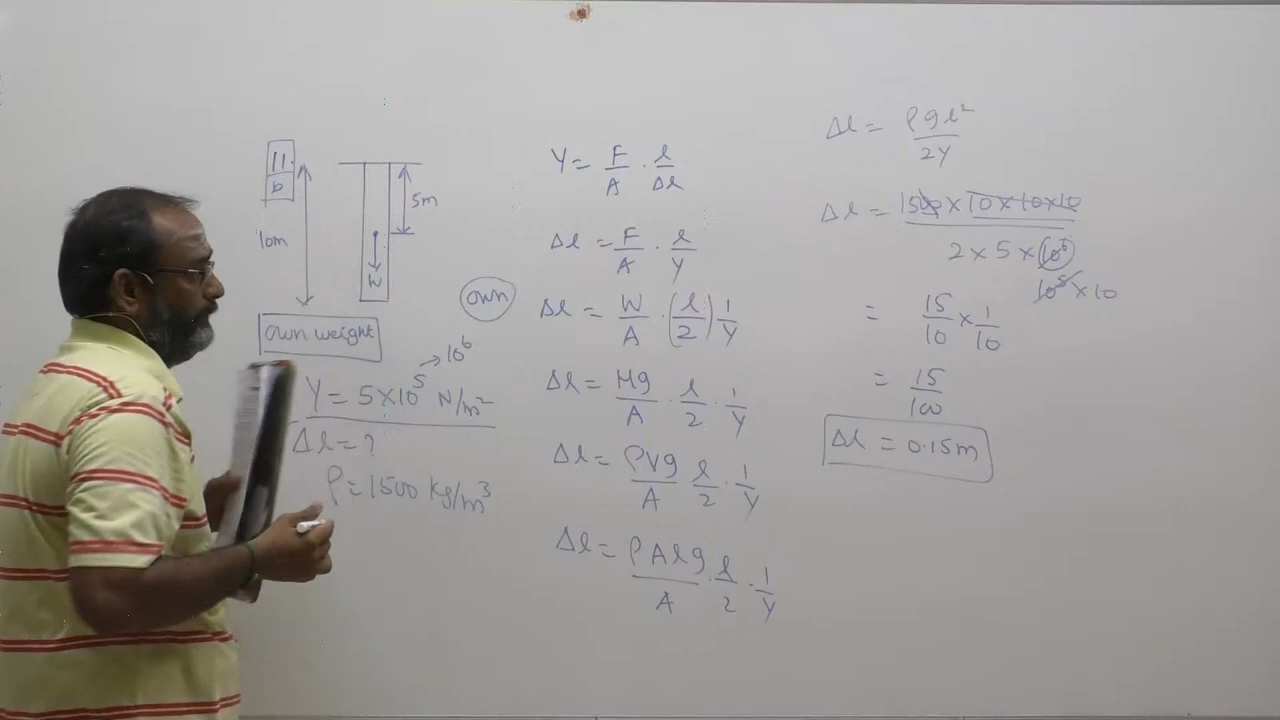 11
b
10m
5m
W
own weight
own
Y = 5×10⁵ N/m²
→ 10⁶
Δl = ?
ρ = 1500 kg/m³
Y = F/A · l/Δl
Δl = F/A · l/Y
Δl = W/A · (l/2) 1/Y
Δl = Mg/A · l/2 · 1/Y
Δl = ρVg/A l/2 · 1/Y
Δl = ρAlg/A · l/2 · 1/Y
Δl = ρgl²/2Y
Δl = 1500×10×10×10
2×5×10⁶
10⁵×10
= 15/10 × 1/10
= 15/100
Δl = 0.15m